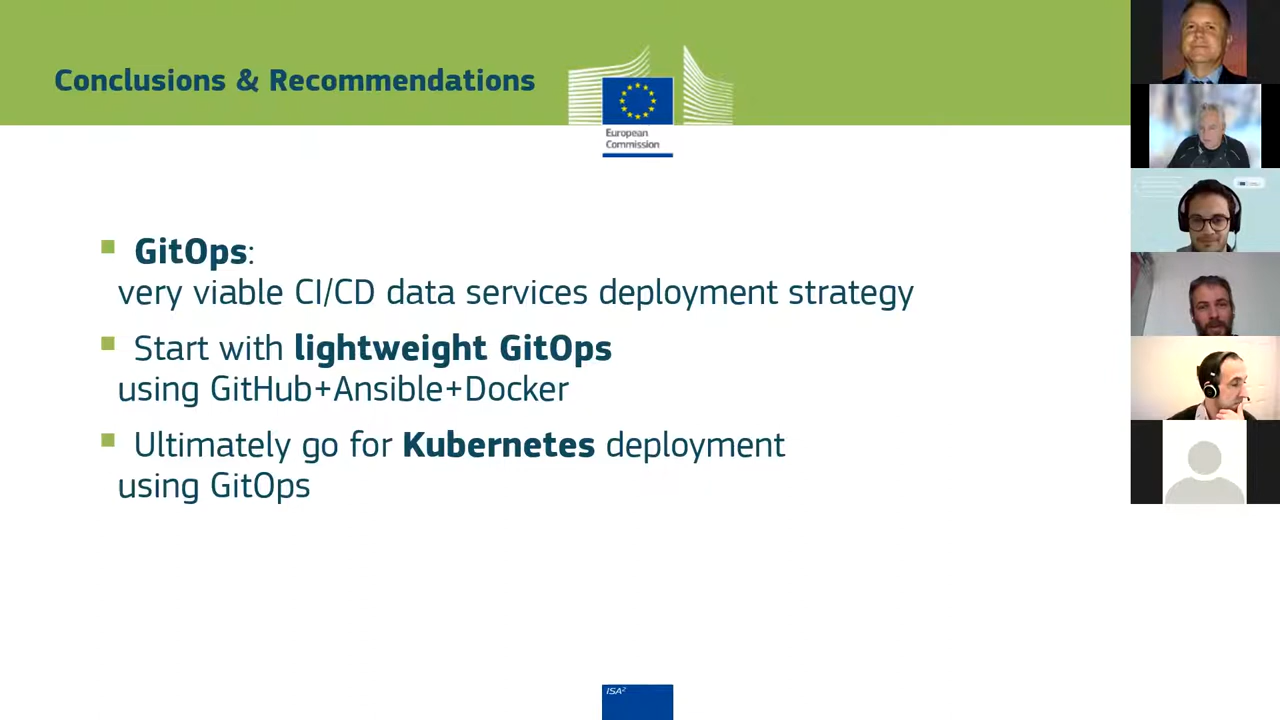 Conclusions & Recommendations
European
Commission
GitOps:
very viable CI/CD data services deployment strategy
Start with lightweight GitOps
using GitHub+Ansible+Docker
Ultimately go for Kubernetes deployment
using GitOps
ISA²